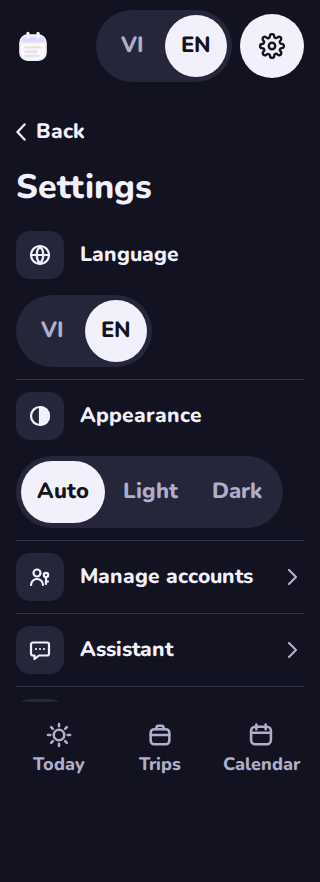 VI EN
Back
Settings
Language
VI EN
Appearance
Auto Light Dark
Manage accounts
Assistant
Today Trips Calendar